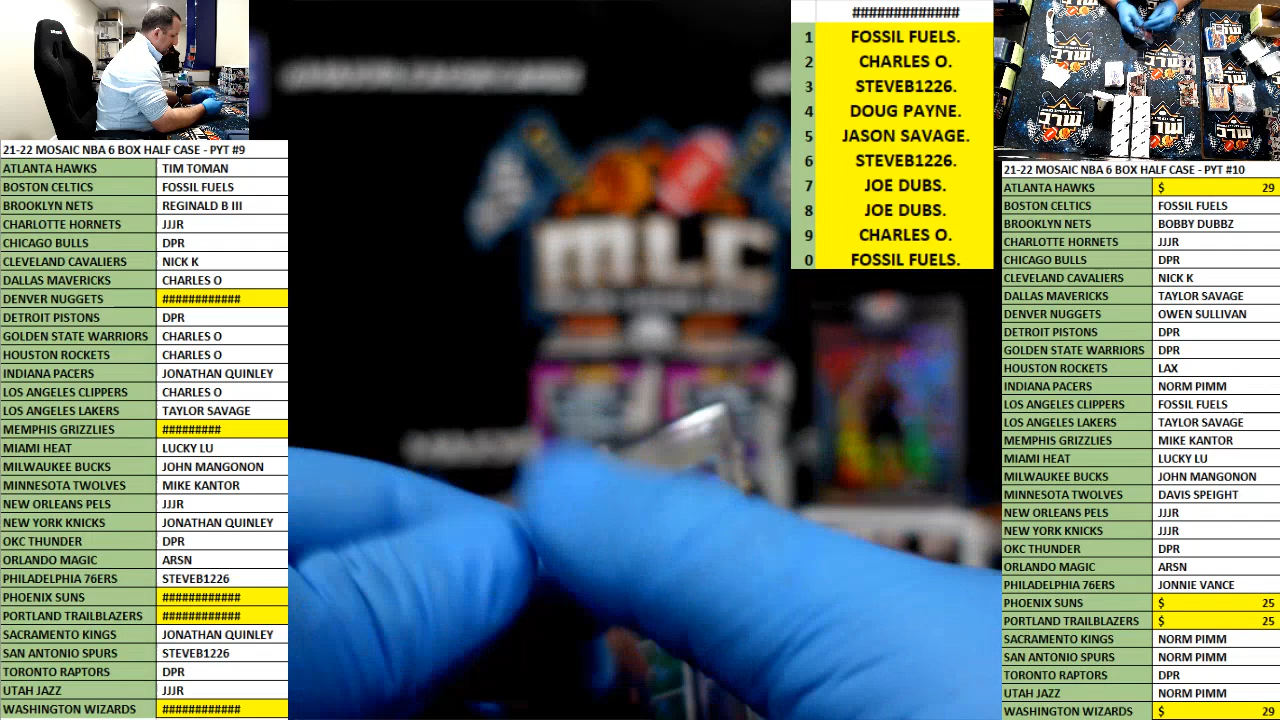 21-22 MOSAIC NBA 6 BOX HALF CASE - PYT #9
ATLANTA HAWKS TIM TOMAN
BOSTON CELTICS FOSSIL FUELS
BROOKLYN NETS REGINALD B III
CHARLOTTE HORNETS JJJR
CHICAGO BULLS DPR
CLEVELAND CAVALIERS NICK K
DALLAS MAVERICKS CHARLES O
DENVER NUGGETS ############
DETROIT PISTONS DPR
GOLDEN STATE WARRIORS CHARLES O
HOUSTON ROCKETS CHARLES O
INDIANA PACERS JONATHAN QUINLEY
LOS ANGELES CLIPPERS CHARLES O
LOS ANGELES LAKERS TAYLOR SAVAGE
MEMPHIS GRIZZLIES #########
MIAMI HEAT LUCKY LU
MILWAUKEE BUCKS JOHN MANGONON
MINNESOTA TWOLVES MIKE KANTOR
NEW ORLEANS PELS JJJR
NEW YORK KNICKS JONATHAN QUINLEY
OKC THUNDER DPR
ORLANDO MAGIC ARSN
PHILADELPHIA 76ERS STEVEB1226
PHOENIX SUNS ############
PORTLAND TRAILBLAZERS ############
SACRAMENTO KINGS JONATHAN QUINLEY
SAN ANTONIO SPURS STEVEB1226
TORONTO RAPTORS DPR
UTAH JAZZ JJJR
WASHINGTON WIZARDS ############
MLC
#############
1 FOSSIL FUELS.
2 CHARLES O.
3 STEVEB1226.
4 DOUG PAYNE.
5 JASON SAVAGE.
6 STEVEB1226.
7 JOE DUBS.
8 JOE DUBS.
9 CHARLES O.
0 FOSSIL FUELS.
21-22 MOSAIC NBA 6 BOX HALF CASE - PYT #10
ATLANTA HAWKS $ 29
BOSTON CELTICS FOSSIL FUELS
BROOKLYN NETS BOBBY DUBBZ
CHARLOTTE HORNETS JJJR
CHICAGO BULLS DPR
CLEVELAND CAVALIERS NICK K
DALLAS MAVERICKS TAYLOR SAVAGE
DENVER NUGGETS OWEN SULLIVAN
DETROIT PISTONS DPR
GOLDEN STATE WARRIORS DPR
HOUSTON ROCKETS LAX
INDIANA PACERS NORM PIMM
LOS ANGELES CLIPPERS FOSSIL FUELS
LOS ANGELES LAKERS TAYLOR SAVAGE
MEMPHIS GRIZZLIES MIKE KANTOR
MIAMI HEAT LUCKY LU
MILWAUKEE BUCKS JOHN MANGONON
MINNESOTA TWOLVES DAVIS SPEIGHT
NEW ORLEANS PELS JJJR
NEW YORK KNICKS JJJR
OKC THUNDER DPR
ORLANDO MAGIC ARSN
PHILADELPHIA 76ERS JONNIE VANCE
PHOENIX SUNS $ 25
PORTLAND TRAILBLAZERS $ 25
SACRAMENTO KINGS NORM PIMM
SAN ANTONIO SPURS NORM PIMM
TORONTO RAPTORS DPR
UTAH JAZZ NORM PIMM
WASHINGTON WIZARDS $ 29